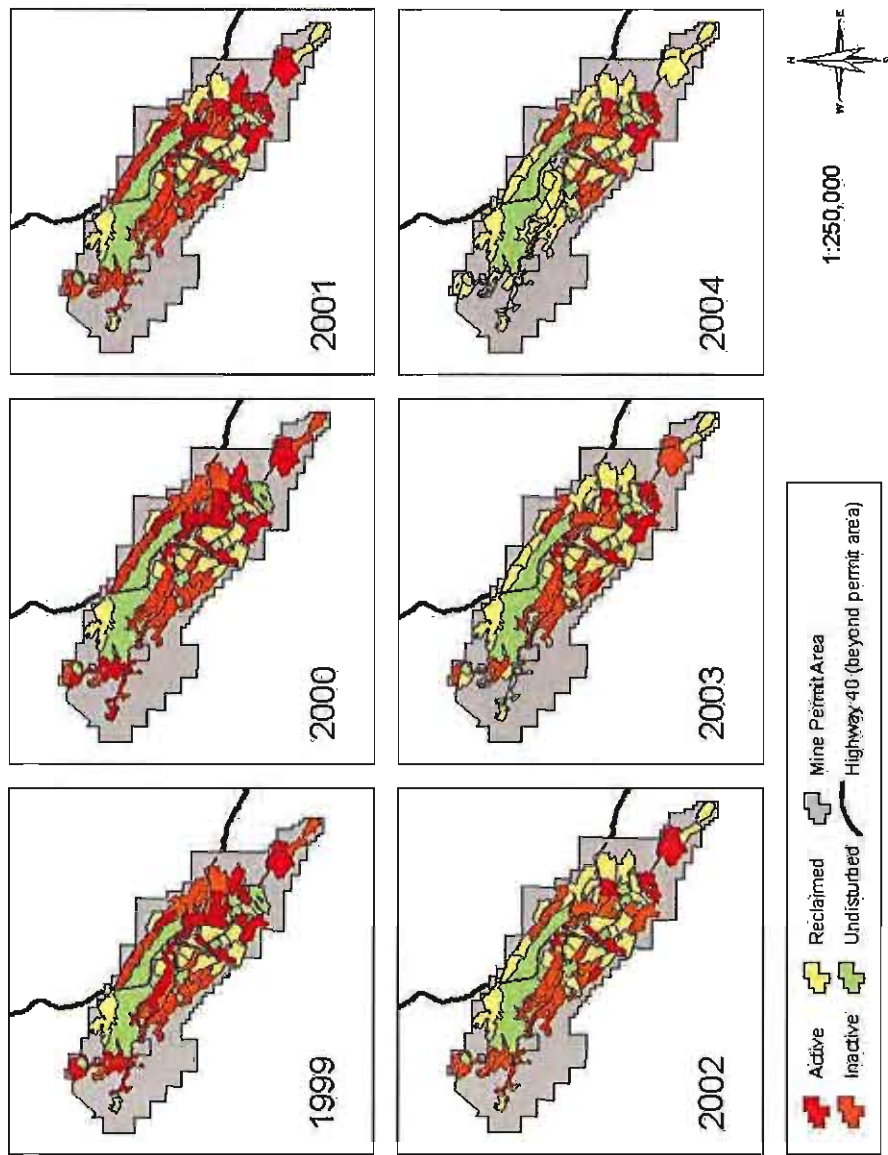 1999
2000
2001
2002
2003
2004
Active
Reclaimed
Mine Permit Area
Inactive
Undisturbed
Highway 40 (beyond permit area)
1:250,000
N
W
E
S